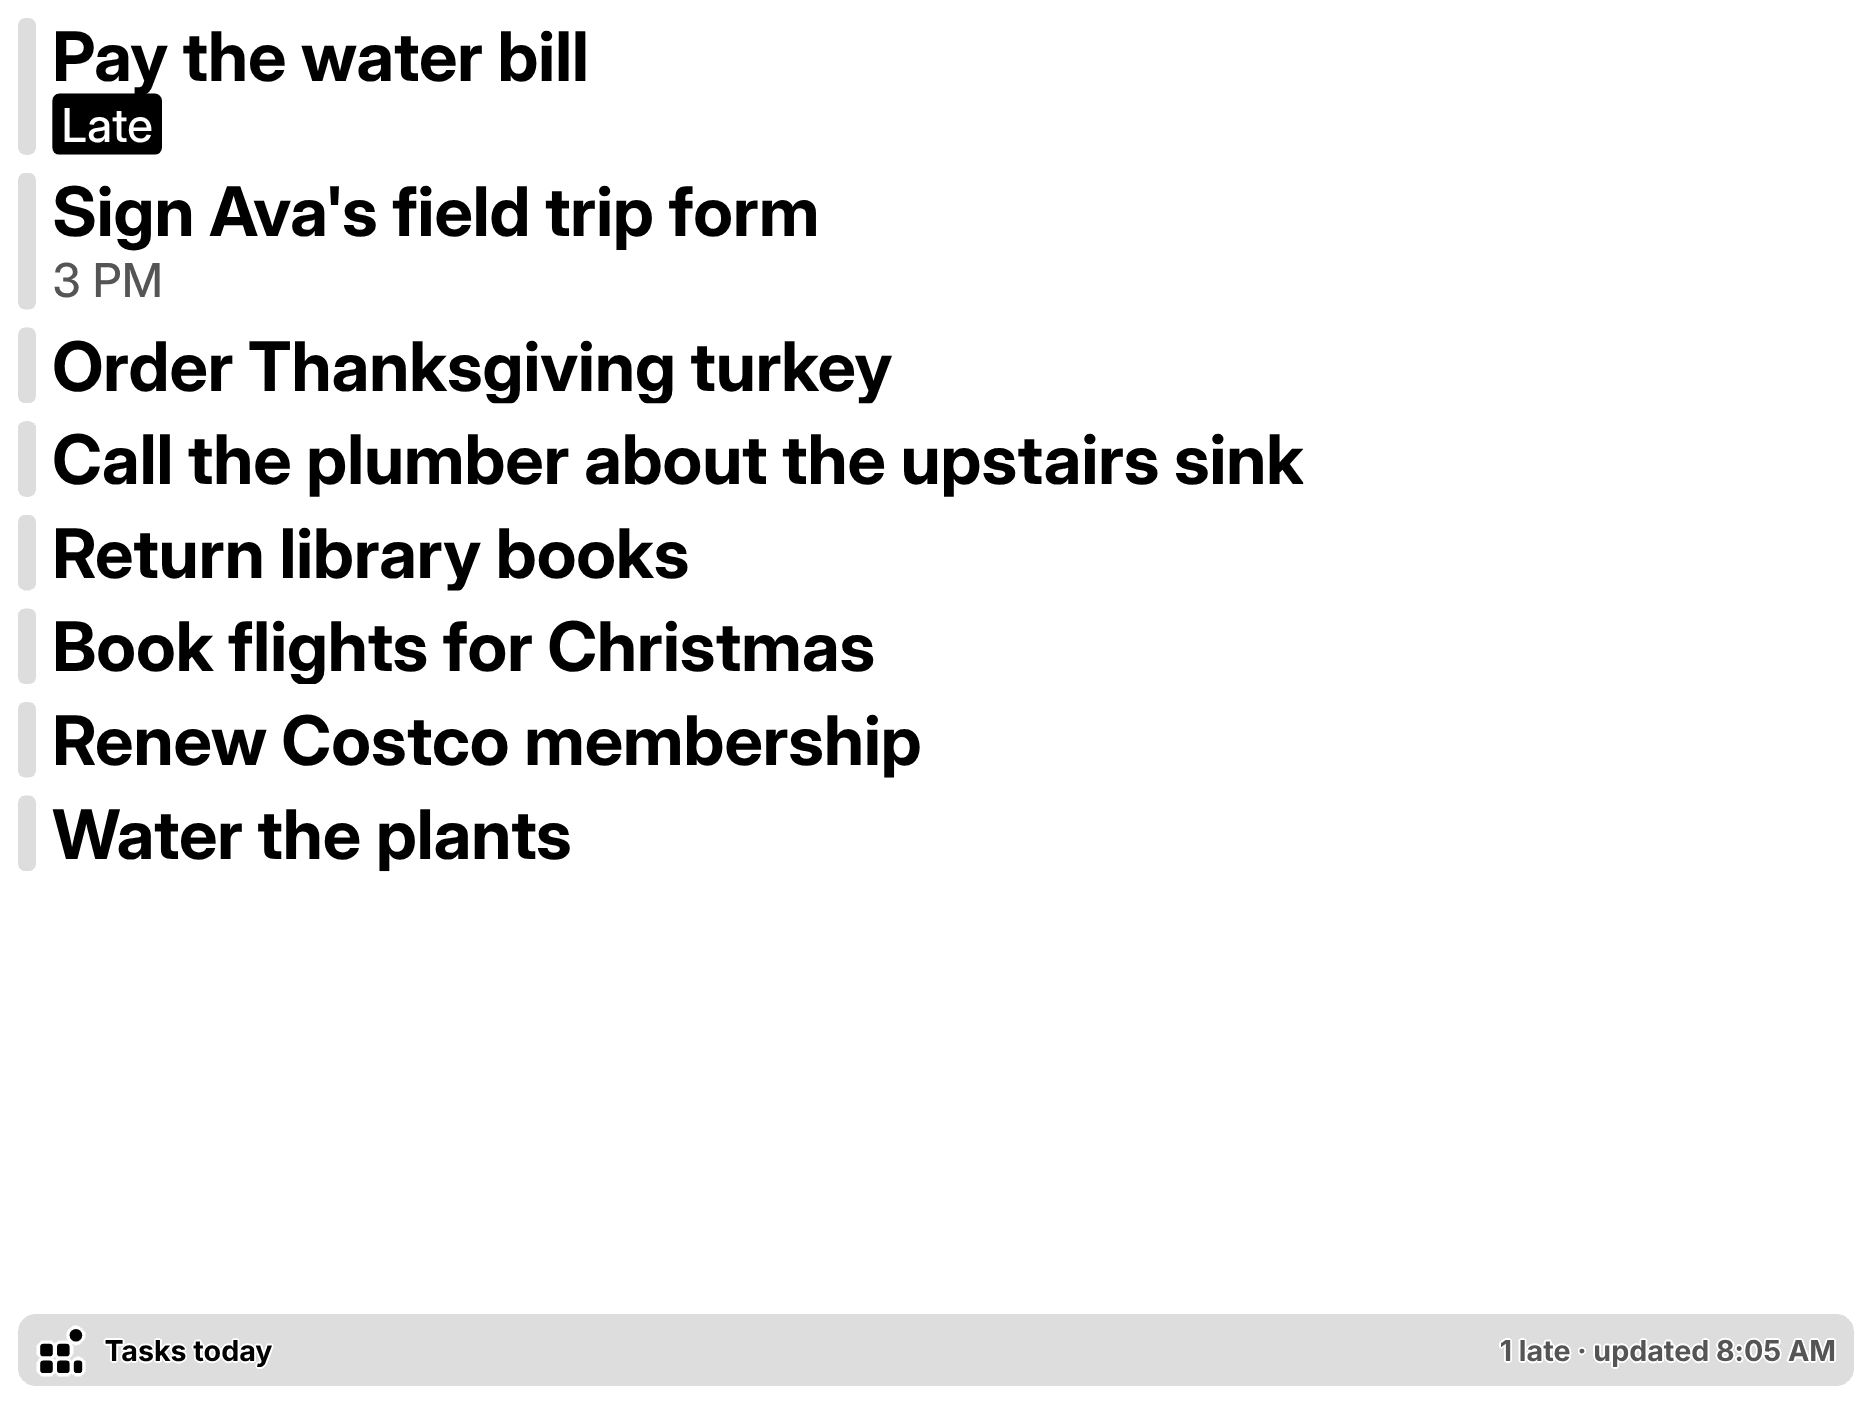 Pay the water bill
Late
Sign Ava's field trip form
3 PM
Order Thanksgiving turkey
Call the plumber about the upstairs sink
Return library books
Book flights for Christmas
Renew Costco membership
Water the plants
Tasks today
1 late · updated 8:05 AM